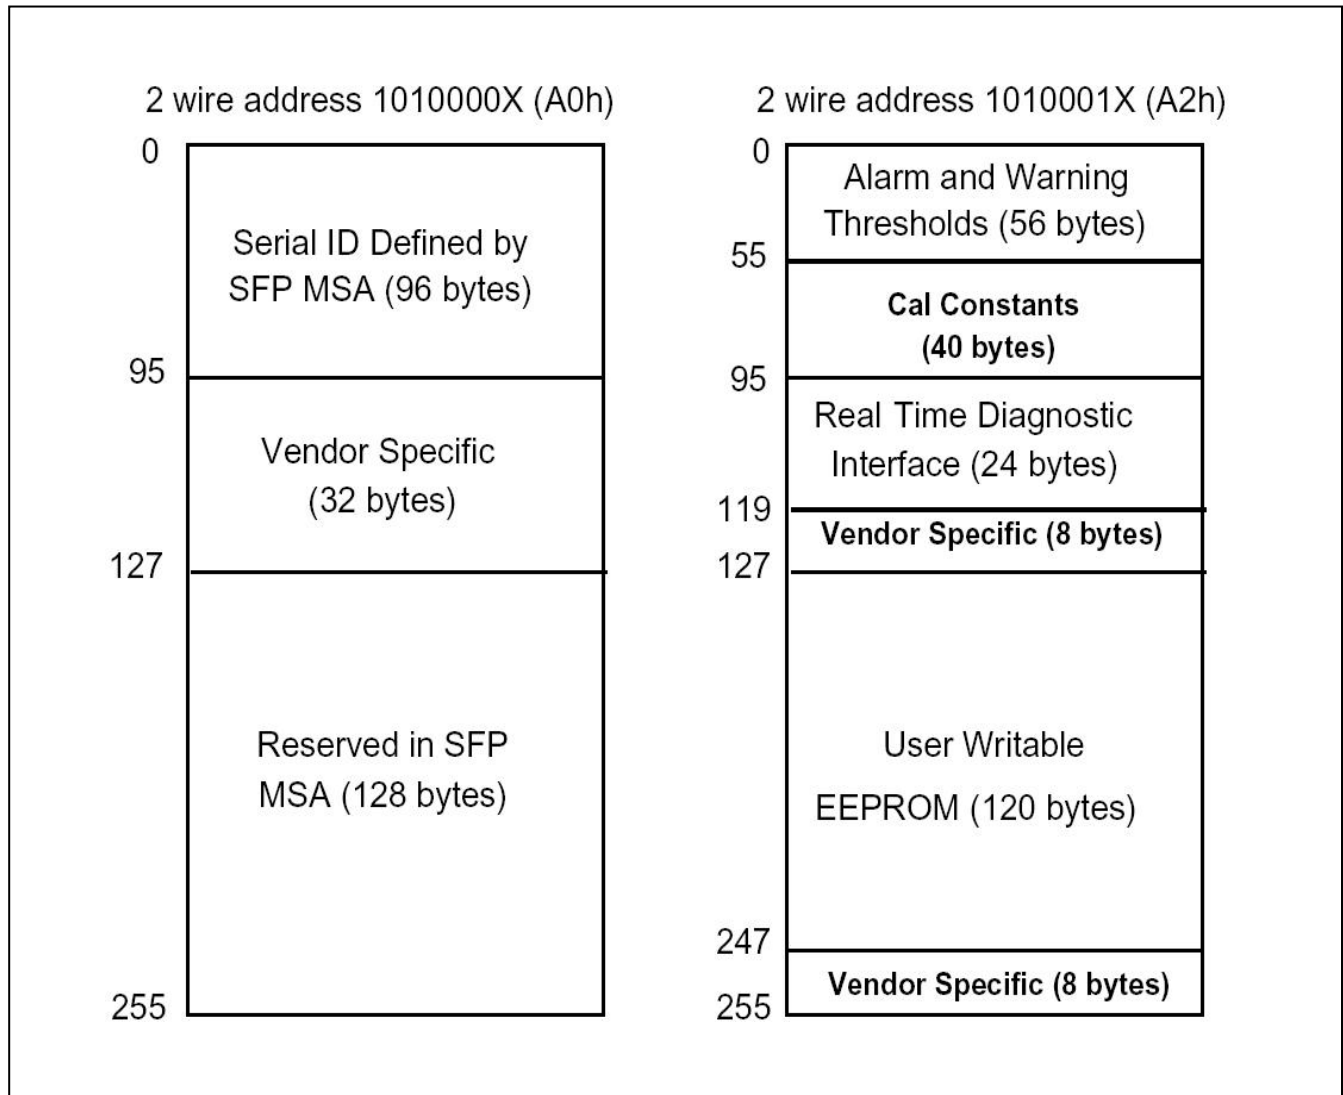 2 wire address 1010000X (A0h)
0
Serial ID Defined by
SFP MSA (96 bytes)
95
Vendor Specific
(32 bytes)
127
Reserved in SFP
MSA (128 bytes)
255
2 wire address 1010001X (A2h)
0
Alarm and Warning
Thresholds (56 bytes)
55
Cal Constants
(40 bytes)
95
Real Time Diagnostic
Interface (24 bytes)
119
Vendor Specific (8 bytes)
127
User Writable
EEPROM (120 bytes)
247
Vendor Specific (8 bytes)
255